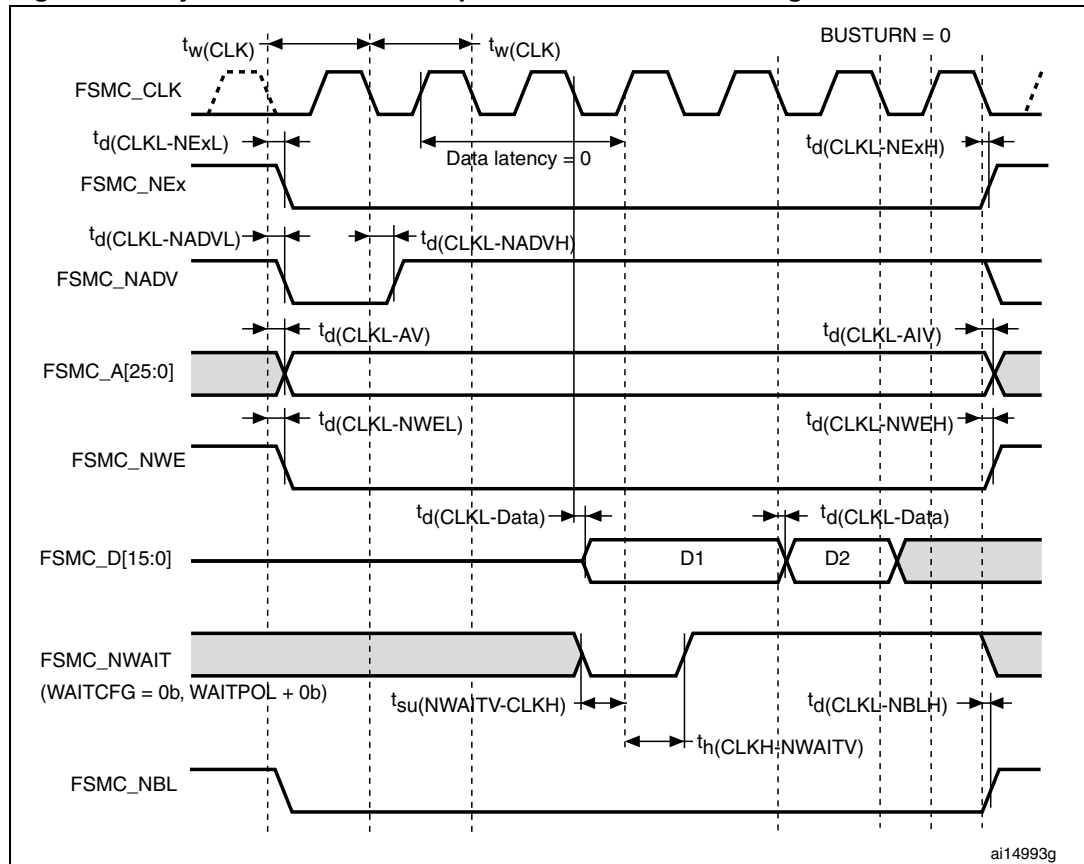 tw(CLK) tw(CLK) BUSTURN = 0
FSMC_CLK
td(CLKL-NExL) Data latency = 0 td(CLKL-NExH)
FSMC_NEx
td(CLKL-NADVL) td(CLKL-NADVH)
FSMC_NADV
td(CLKL-AV) td(CLKL-AIV)
FSMC_A[25:0]
td(CLKL-NWEL) td(CLKL-NWEH)
FSMC_NWE
td(CLKL-Data) td(CLKL-Data)
FSMC_D[15:0] D1 D2
FSMC_NWAIT
(WAITCFG = 0b, WAITPOL + 0b)
tsu(NWAITV-CLKH) td(CLKL-NBLH)
th(CLKH-NWAITV)
FSMC_NBL
ai14993g